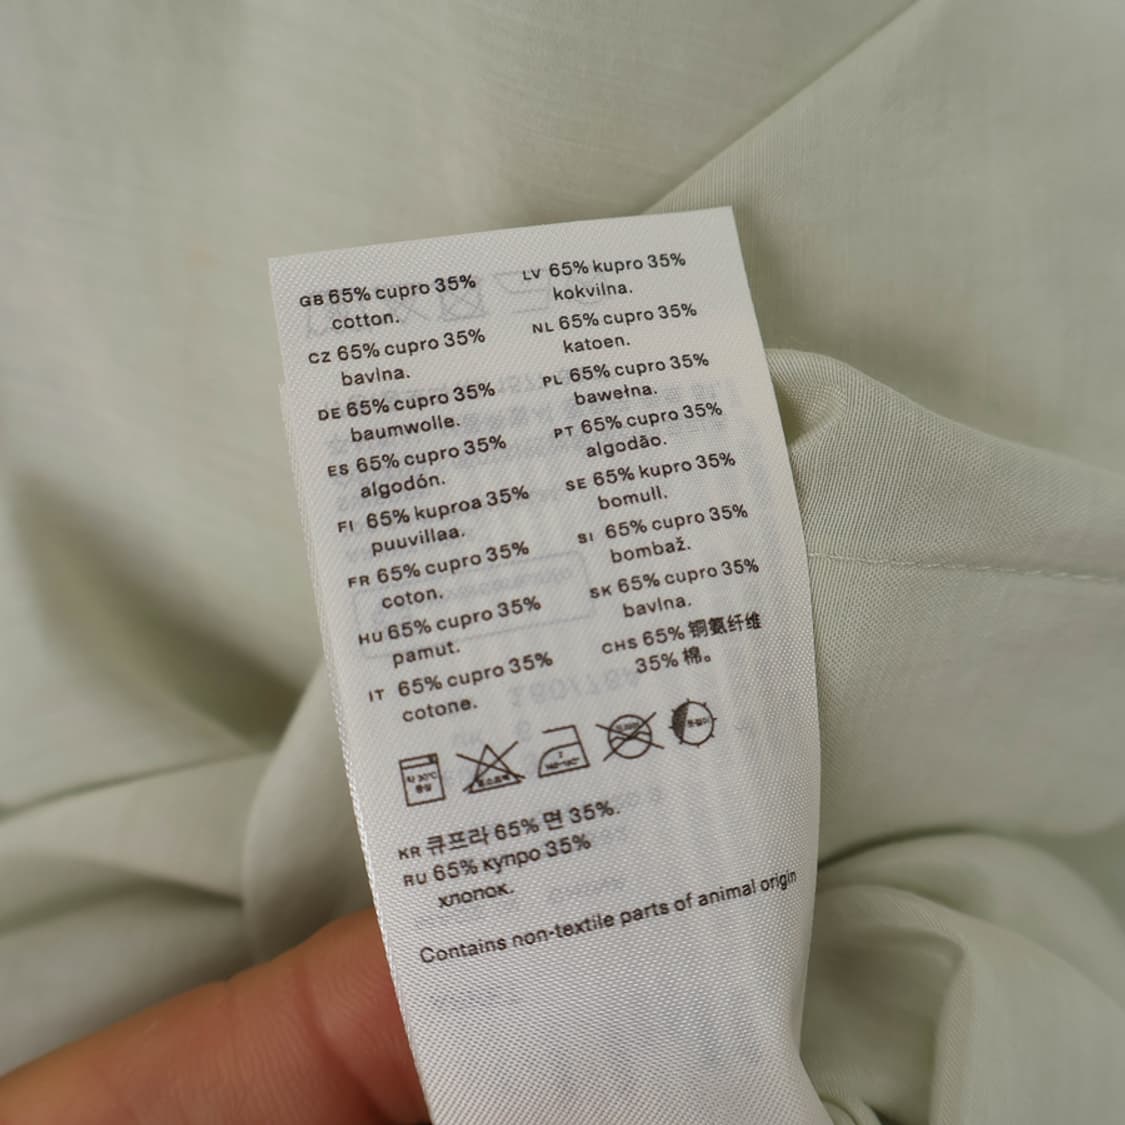 GB 65% cupro 35%
cotton.
CZ 65% cupro 35%
bavlna.
DE 65% cupro 35%
baumwolle.
ES 65% cupro 35%
algodón.
FI 65% kuproa 35%
puuvillaa.
FR 65% cupro 35%
coton.
HU 65% cupro 35%
pamut.
IT 65% cupro 35%
cotone.
LV 65% kupro 35%
kokvilna.
NL 65% cupro 35%
katoen.
PL 65% cupro 35%
bawełna.
PT 65% cupro 35%
algodão.
SE 65% kupro 35%
bomull.
SI 65% cupro 35%
bombaž.
SK 65% cupro 35%
bavlna.
CHS 65% 铜氨纤维
35% 棉。
KR 큐프라 65% 면 35%.
RU 65% купро 35%
хлопок.
Contains non-textile parts of animal origin